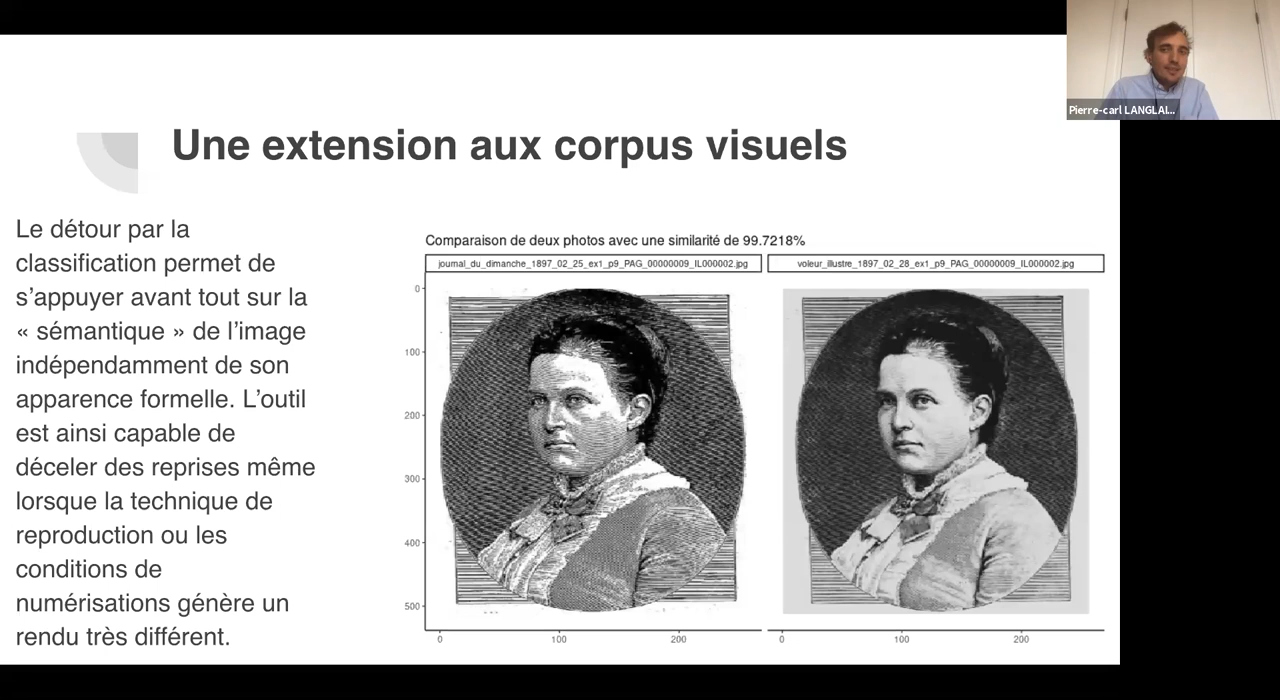 Pierre-carl LANGLAI...
Une extension aux corpus visuels
Le détour par la
classification permet de
s'appuyer avant tout sur la
« sémantique » de l'image
indépendamment de son
apparence formelle. L'outil
est ainsi capable de
déceler des reprises même
lorsque la technique de
reproduction ou les
conditions de
numérisations génère un
rendu très différent.
Comparaison de deux photos avec une similarité de 99.7218%
journal_du_dimanche_1897_02_25_ex1_p9_PAG_00000009_IL000002.jpg
voleur_illustre_1897_02_28_ex1_p9_PAG_00000009_IL000002.jpg
0
100
200
300
400
500
0 100 200
0 100 200